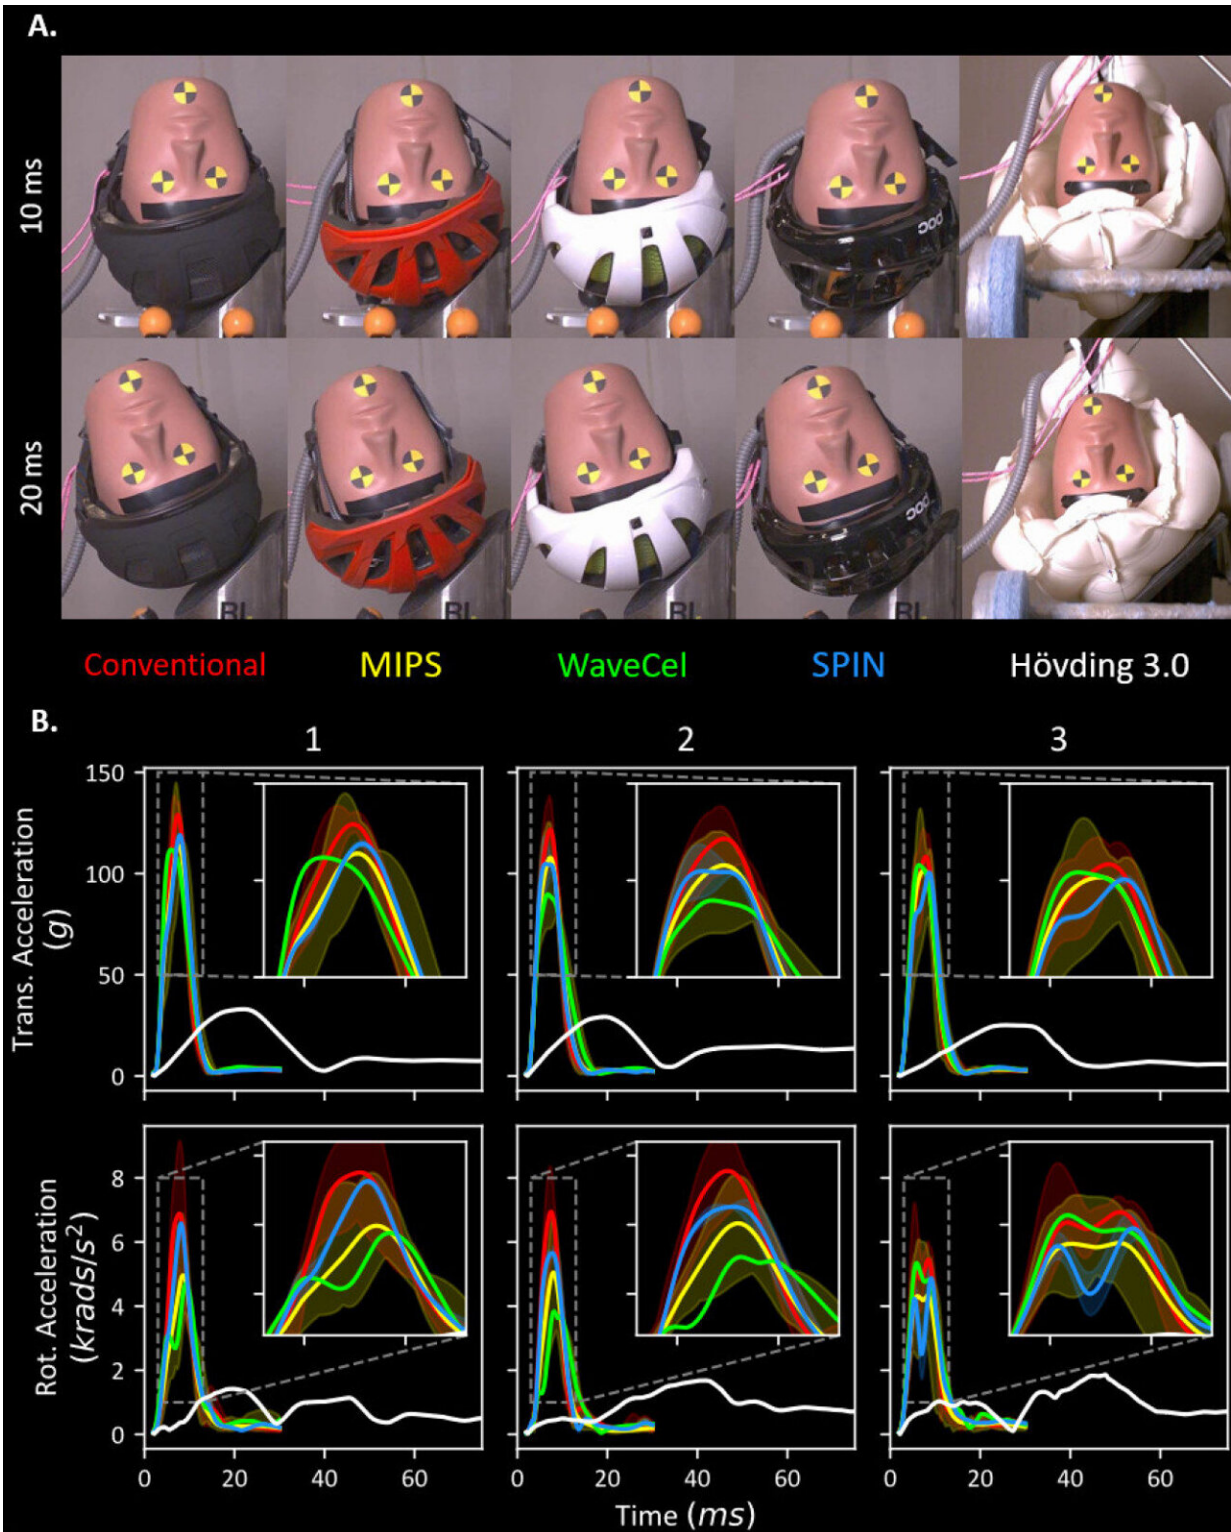 A.
10 ms
POC
20 ms
POC
Conventional MIPS WaveCel SPIN Hövding 3.0
B.
1 2 3
Trans. Acceleration
(g)
150
100
50
0
Rot. Acceleration
(krads/s²)
8
6
4
2
0
0 20 40 60 0 20 40 60 0 20 40 60
Time (ms)